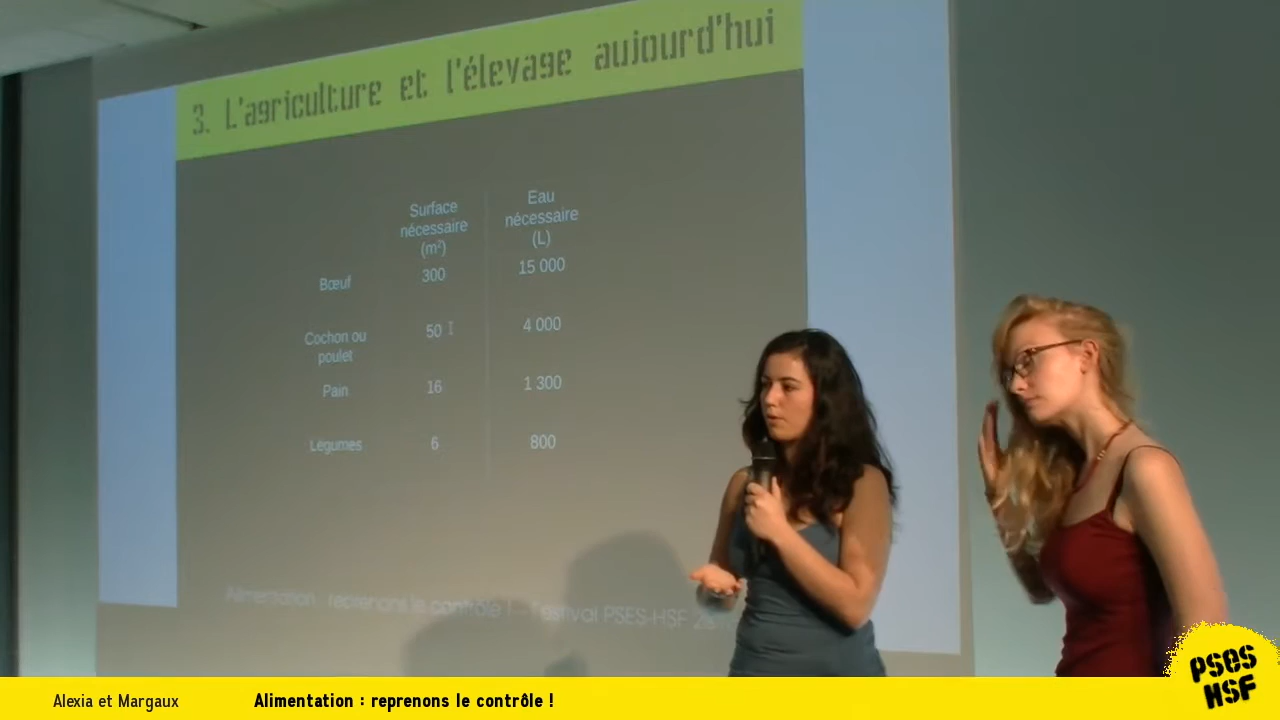 3. L'agriculture et l'élevage aujourd'hui
Surface
nécessaire
(m²)
Eau
nécessaire
(L)
Bœuf
300
15 000
Cochon ou
poulet
50
4 000
Pain
16
1 300
Légumes
6
800
Alimentation : reprenons le contrôle ! - Festival PSES-HSF
Alexia et Margaux
Alimentation : reprenons le contrôle !
PSES
HSF